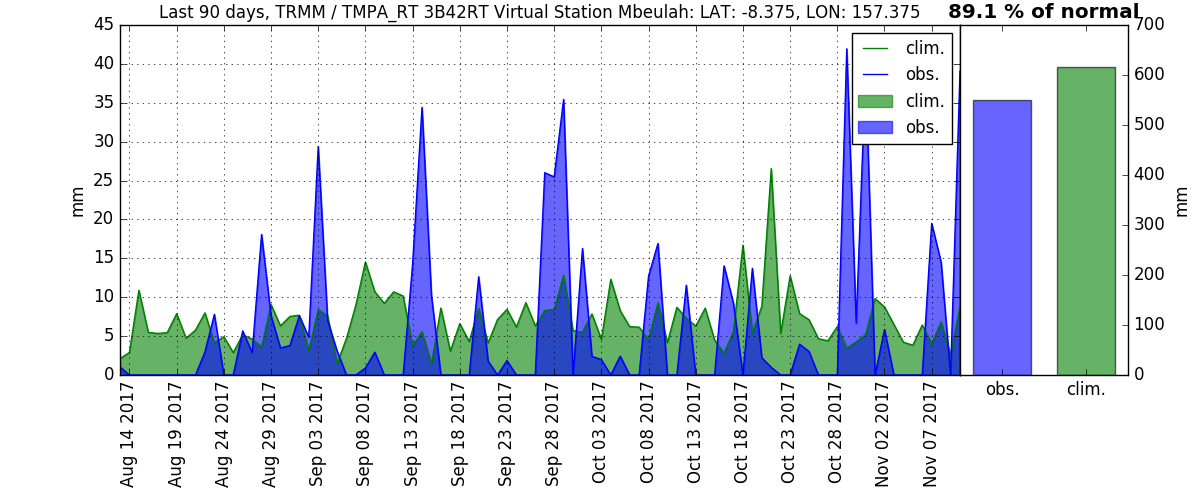 Last 90 days, TRMM / TMPA_RT 3B42RT Virtual Station Mbeulah: LAT: -8.375, LON: 157.375
89.1 % of normal
45
40
35
30
25
20
15
10
5
0
mm
clim.
obs.
clim.
obs.
Aug 14 2017
Aug 19 2017
Aug 24 2017
Aug 29 2017
Sep 03 2017
Sep 08 2017
Sep 13 2017
Sep 18 2017
Sep 23 2017
Sep 28 2017
Oct 03 2017
Oct 08 2017
Oct 13 2017
Oct 18 2017
Oct 23 2017
Oct 28 2017
Nov 02 2017
Nov 07 2017
700
600
500
400
300
200
100
0
mm
obs.
clim.